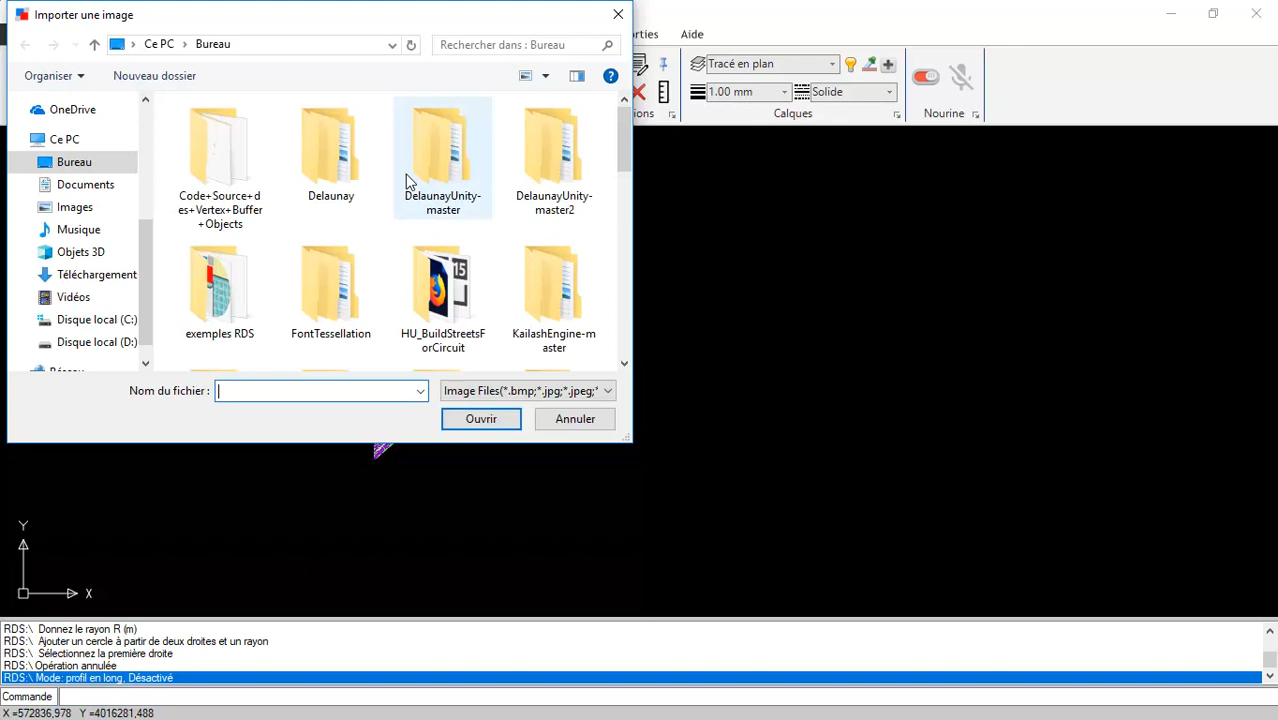 Importer une image
Ce PC > Bureau
Rechercher dans : Bureau
Organiser
Nouveau dossier
OneDrive
Ce PC
Bureau
Documents
Images
Musique
Objets 3D
Téléchargement
Vidéos
Disque local (C:)
Disque local (D:)
Code+Source+d
es+Vertex+Buffer
+Objects
Delaunay
DelaunayUnity-
master
DelaunayUnity-
master2
exemples RDS
FontTessellation
HU_BuildStreetsF
orCircuit
KailashEngine-m
aster
Nom du fichier :
Image Files(*.bmp;*.jpg;*.jpeg;*
Ouvrir
Annuler
rties
Aide
Tracé en plan
1.00 mm
Solide
ions
Calques
Nourine
Y
X
RDS:\ Donnez le rayon R (m)
RDS:\ Ajouter un cercle à partir de deux droites et un rayon
RDS:\ Sélectionnez la première droite
RDS:\ Opération annulée
RDS:\ Mode: profil en long, Désactivé
Commande
X =572836,978 Y =4016281,488